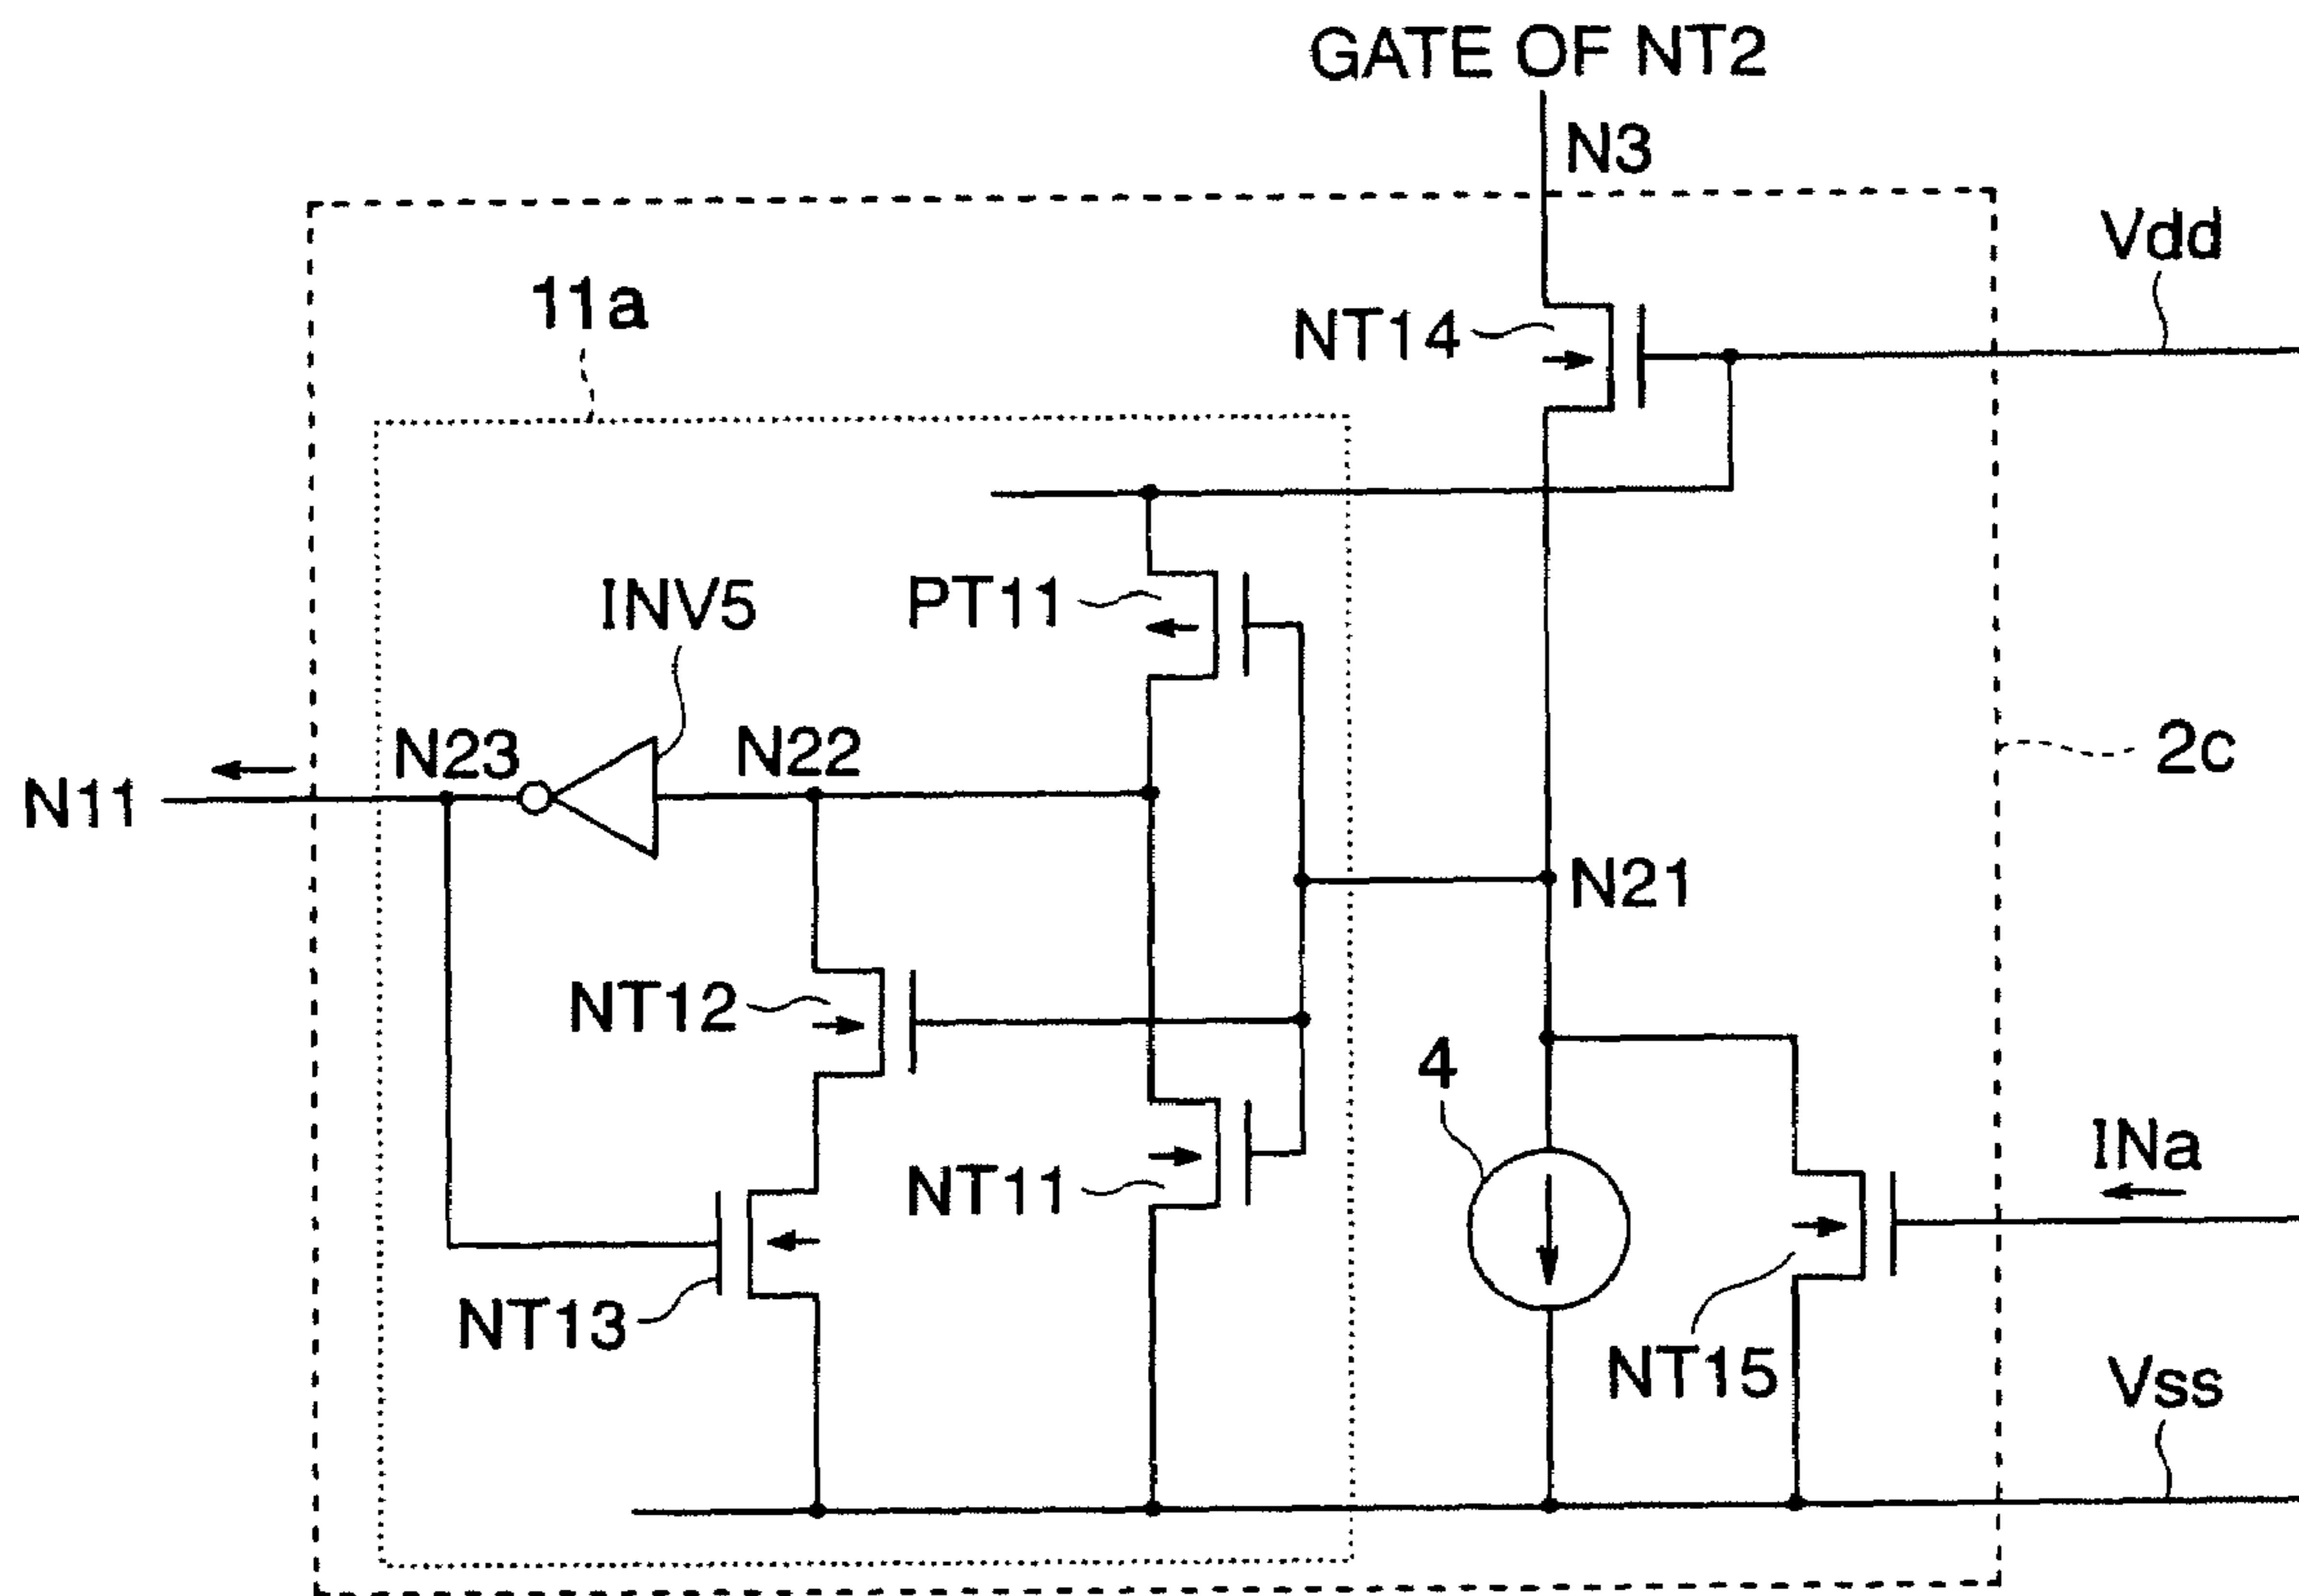 GATE OF NT2
N3
Vdd
11a
NT14
PT11
INV5
N23
N22
2c
N11
N21
NT12
4
INa
NT11
NT13
NT15
Vss